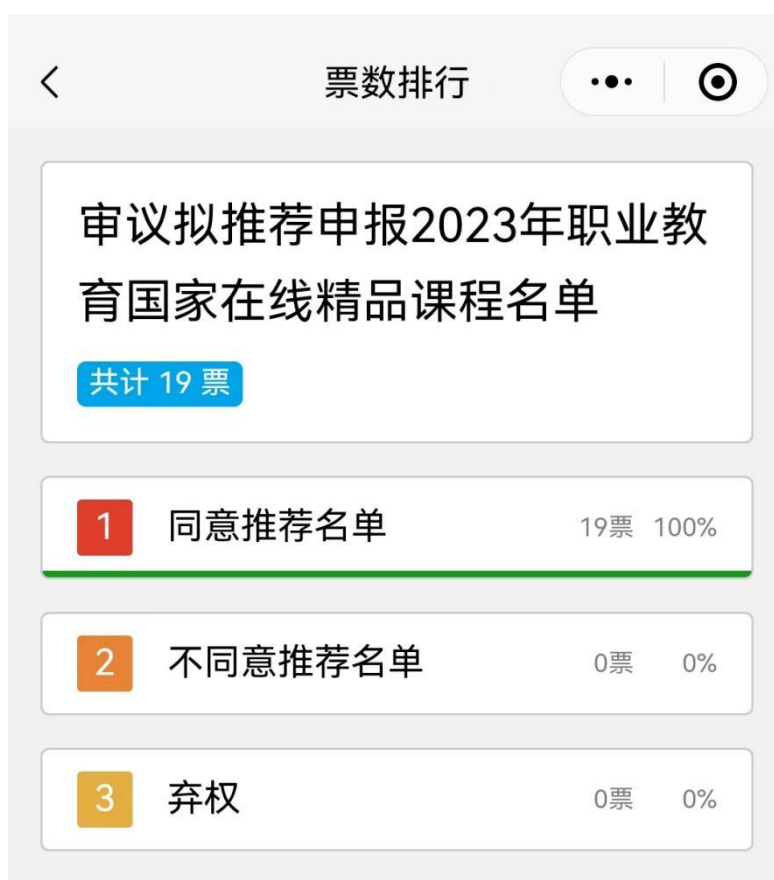 票数排行
审议拟推荐申报2023年职业教
育国家在线精品课程名单
共计 19 票
1 同意推荐名单 19票 100%
2 不同意推荐名单 0票 0%
3 弃权 0票 0%